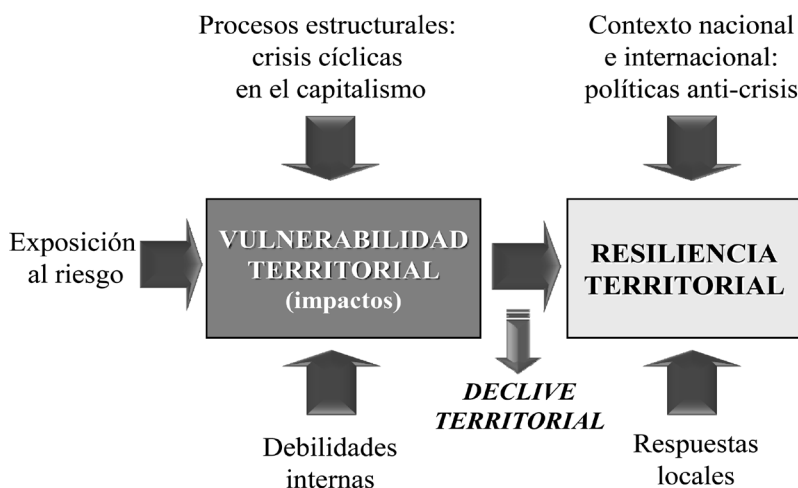 Procesos estructurales:
crisis cíclicas
en el capitalismo
Contexto nacional
e internacional:
políticas anti-crisis
Exposición
al riesgo
VULNERABILIDAD
TERRITORIAL
(impactos)
RESILIENCIA
TERRITORIAL
DECLIVE
TERRITORIAL
Debilidades
internas
Respuestas
locales